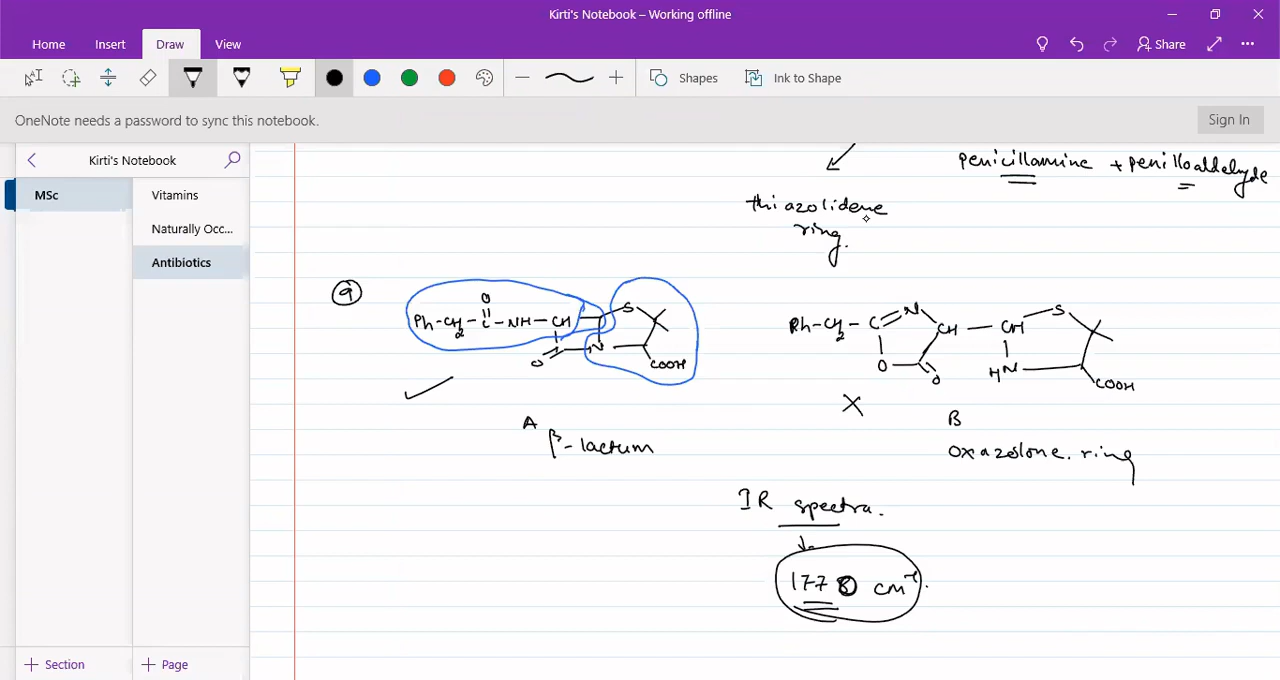 Kirti's Notebook – Working offline
Home Insert Draw View
Share
Shapes
Ink to Shape
OneNote needs a password to sync this notebook.
Sign In
Kirti's Notebook
MSc
Vitamins
Naturally Occ...
Antibiotics
Section
Page
penicillamine + penilloaldehyde
thiazolidene
ring.
9
Ph-CH2-C-NH-CH
O
S
N
O
COOH
A
β-lactum
Ph-CH2-C=N
CH-CH
S
O
O
HN
COOH
X
B
oxazolone. ring
IR spectra.
1778 cm⁻¹.